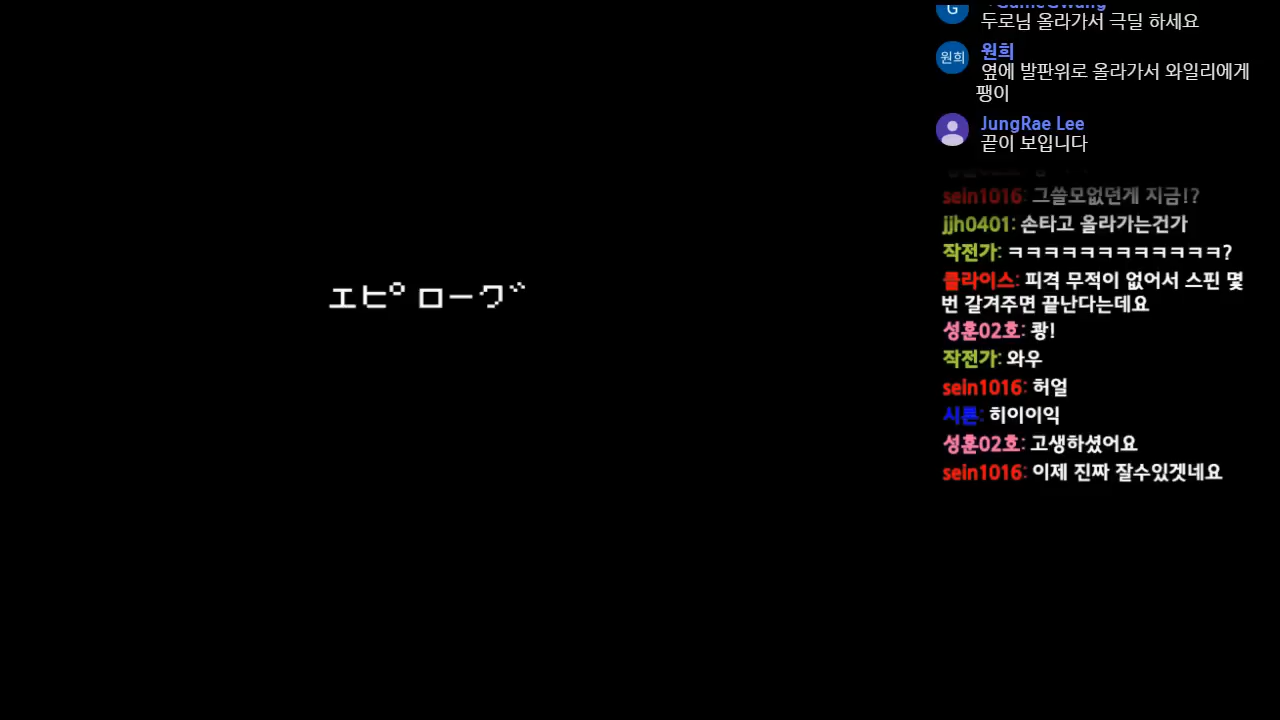 エピローグ
두로님 올라가서 극딜 하세요
원희
원희
옆에 발판위로 올라가서 와일리에게
팽이
JungRae Lee
끝이 보입니다
sein1016: 그쓸모없던게 지금!?
jjh0401: 손타고 올라가는건가
작전가: ㅋㅋㅋㅋㅋㅋㅋㅋㅋㅋㅋㅋ?
클라이스: 피격 무적이 없어서 스핀 몇
번 갈겨주면 끝난다는데요
성훈02호: 쾅!
작전가: 와우
sein1016: 허얼
시른: 히이이익
성훈02호: 고생하셨어요
sein1016: 이제 진짜 잘수있겟네요